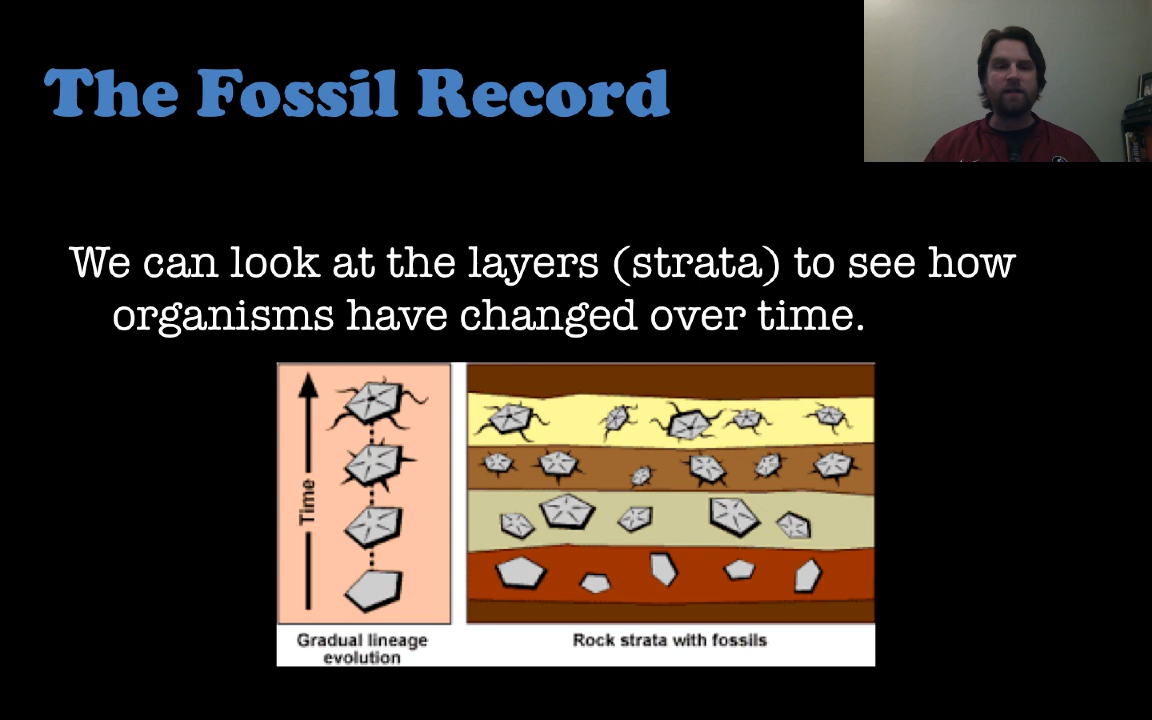 The Fossil Record
We can look at the layers (strata) to see how
organisms have changed over time.
Time
Gradual lineage
evolution
Rock strata with fossils